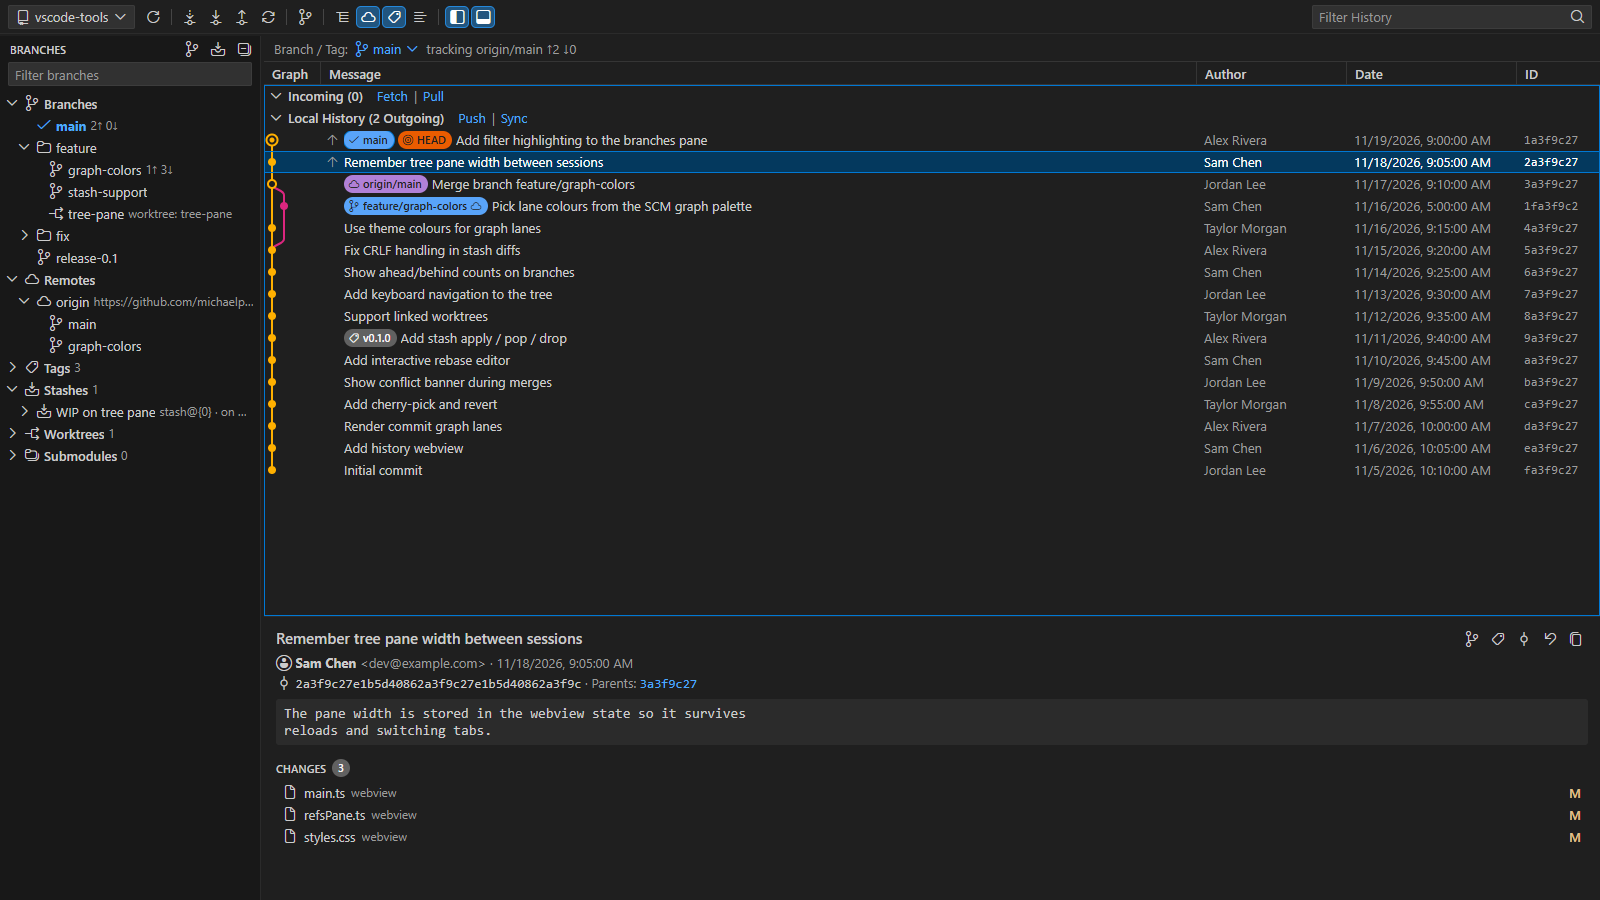 vscode-tools
Filter History
BRANCHES
Filter branches
Branches
main 2↑ 0↓
feature
graph-colors 1↑ 3↓
stash-support
tree-pane worktree: tree-pane
fix
release-0.1
Remotes
origin https://github.com/michaelp...
main
graph-colors
Tags 3
Stashes 1
WIP on tree pane stash@{0} · on ...
Worktrees 1
Submodules 0
Branch / Tag: main tracking origin/main ↑2 ↓0
Graph Message Author Date ID
Incoming (0) Fetch | Pull
Local History (2 Outgoing) Push | Sync
↑ main HEAD Add filter highlighting to the branches pane Alex Rivera 11/19/2026, 9:00:00 AM 1a3f9c27
↑ Remember tree pane width between sessions Sam Chen 11/18/2026, 9:05:00 AM 2a3f9c27
origin/main Merge branch feature/graph-colors Jordan Lee 11/17/2026, 9:10:00 AM 3a3f9c27
feature/graph-colors Pick lane colours from the SCM graph palette Sam Chen 11/16/2026, 5:00:00 AM 1fa3f9c2
Use theme colours for graph lanes Taylor Morgan 11/16/2026, 9:15:00 AM 4a3f9c27
Fix CRLF handling in stash diffs Alex Rivera 11/15/2026, 9:20:00 AM 5a3f9c27
Show ahead/behind counts on branches Sam Chen 11/14/2026, 9:25:00 AM 6a3f9c27
Add keyboard navigation to the tree Jordan Lee 11/13/2026, 9:30:00 AM 7a3f9c27
Support linked worktrees Taylor Morgan 11/12/2026, 9:35:00 AM 8a3f9c27
v0.1.0 Add stash apply / pop / drop Alex Rivera 11/11/2026, 9:40:00 AM 9a3f9c27
Add interactive rebase editor Sam Chen 11/10/2026, 9:45:00 AM aa3f9c27
Show conflict banner during merges Jordan Lee 11/9/2026, 9:50:00 AM ba3f9c27
Add cherry-pick and revert Taylor Morgan 11/8/2026, 9:55:00 AM ca3f9c27
Render commit graph lanes Alex Rivera 11/7/2026, 10:00:00 AM da3f9c27
Add history webview Sam Chen 11/6/2026, 10:05:00 AM ea3f9c27
Initial commit Jordan Lee 11/5/2026, 10:10:00 AM fa3f9c27
Remember tree pane width between sessions
Sam Chen <dev@example.com> · 11/18/2026, 9:05:00 AM
2a3f9c27e1b5d40862a3f9c27e1b5d40862a3f9c · Parents: 3a3f9c27
The pane width is stored in the webview state so it survives
reloads and switching tabs.
CHANGES 3
main.ts webview M
refsPane.ts webview M
styles.css webview M